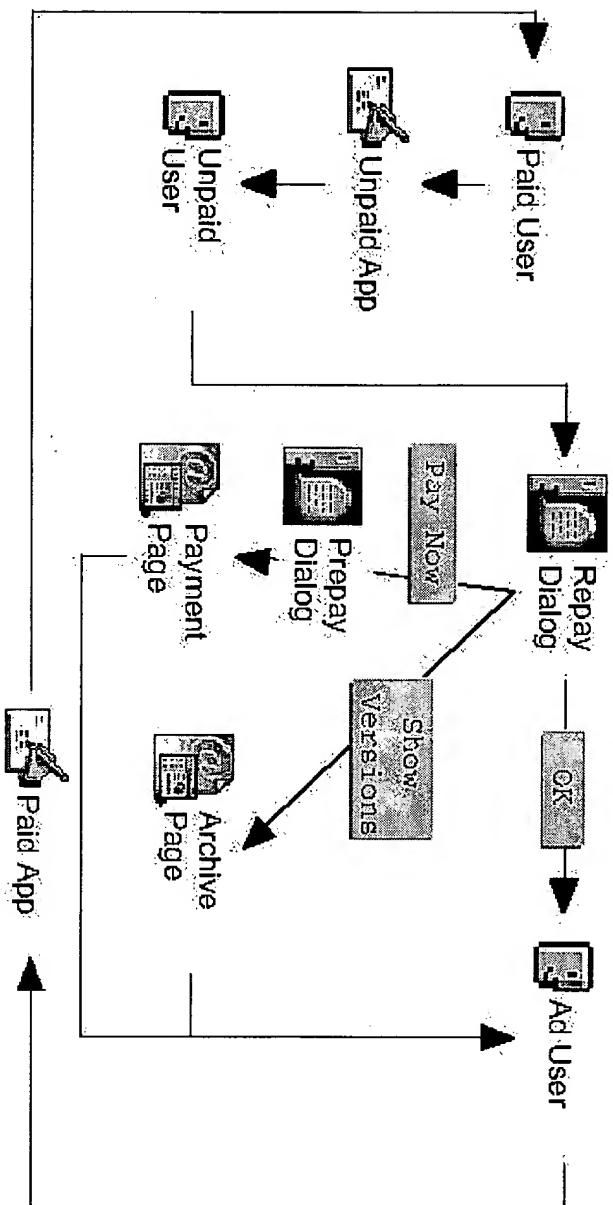 Paid User
Unpaid App
Unpaid
User
Repay
Dialog
Pay Now
Prepay
Dialog
Payment
Page
Show
Versions
Archive
Page
OK
Ad User
Paid App